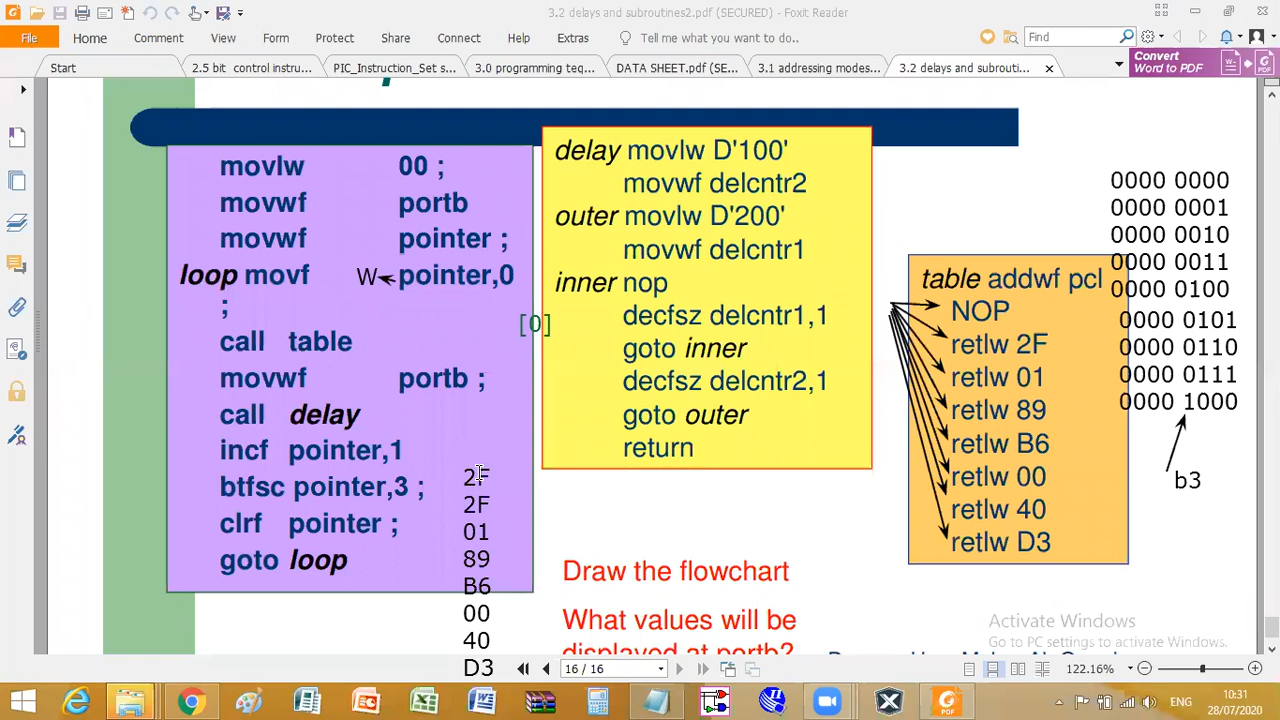 3.2 delays and subroutines2.pdf (SECURED) - Foxit Reader
File Home Comment View Form Protect Share Connect Help Extras Tell me what you want to do... Find
Start 2.5 bit control instru... PIC_Instruction_Set s... 3.0 programming teq... DATA SHEET.pdf (SE... 3.1 addressing modes... 3.2 delays and subrouti...
Convert
Word to PDF
movlw 00 ;
movwf portb
movwf pointer ;
loop movf W pointer,0
;
call table
movwf portb ;
call delay
incf pointer,1
btfsc pointer,3 ;
clrf pointer ;
goto loop
[0]
2F
2F
01
89
B6
00
40
D3
delay movlw D'100'
movwf delcntr2
outer movlw D'200'
movwf delcntr1
inner nop
decfsz delcntr1,1
goto inner
decfsz delcntr2,1
goto outer
return
Draw the flowchart
What values will be
displayed at portb?
table addwf pcl
NOP
retlw 2F
retlw 01
retlw 89
retlw B6
retlw 00
retlw 40
retlw D3
0000 0000
0000 0001
0000 0010
0000 0011
0000 0100
0000 0101
0000 0110
0000 0111
0000 1000
b3
Activate Windows
Go to PC settings to activate Windows.
16 / 16
122.16%
ENG
10:31
28/07/2020